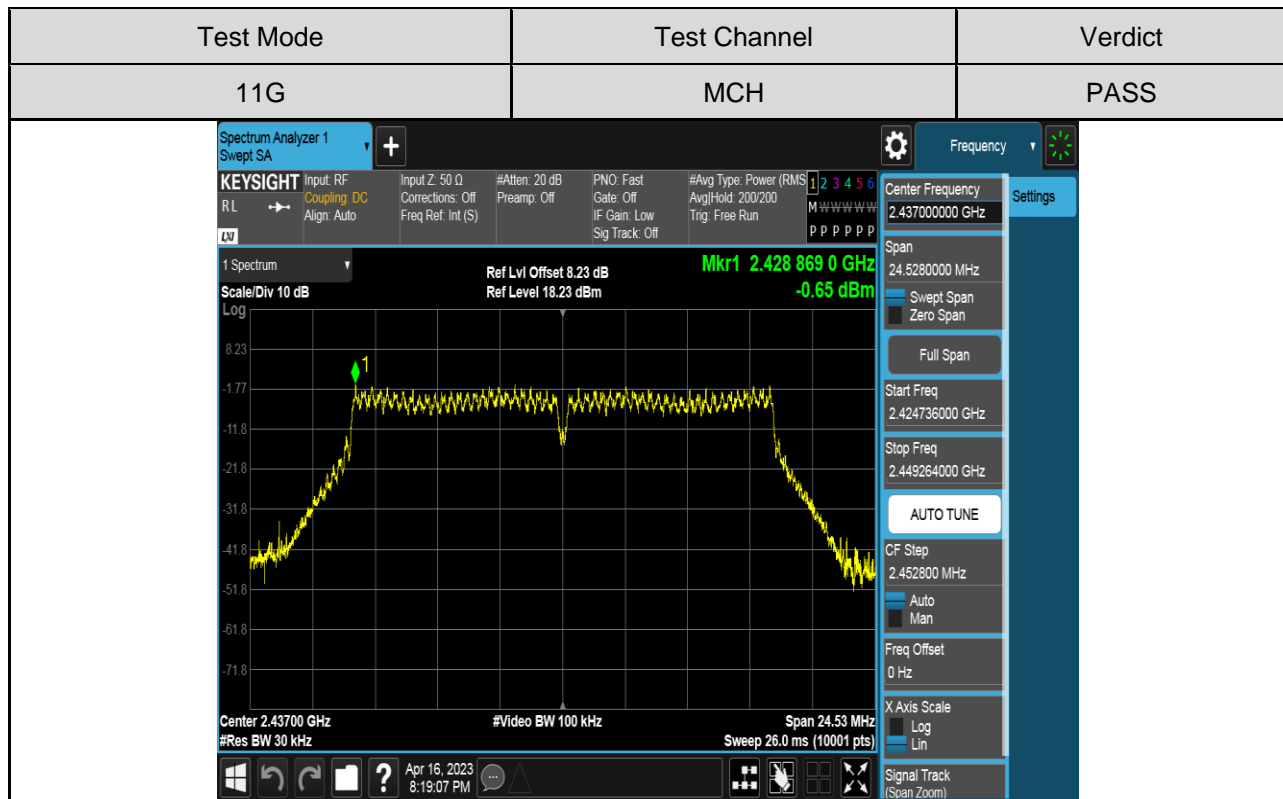 Test Mode Test Channel Verdict
11G MCH PASS
Spectrum Analyzer 1
Swept SA
Frequency
KEYSIGHT
R L
LXI
Input: RF
Coupling: DC
Align: Auto
Input Z: 50 Ω
Corrections: Off
Freq Ref: Int (S)
#Atten: 20 dB
Preamp: Off
PNO: Fast
Gate: Off
IF Gain: Low
Sig Track: Off
#Avg Type: Power (RMS
Avg|Hold: 200/200
Trig: Free Run
1 2 3 4 5 6
M W W W W W
P P P P P P
1 Spectrum
Scale/Div 10 dB
Log
Ref Lvl Offset 8.23 dB
Ref Level 18.23 dBm
Mkr1 2.428 869 0 GHz
-0.65 dBm
1
8.23
-1.77
-11.8
-21.8
-31.8
-41.8
-51.8
-61.8
-71.8
Center 2.43700 GHz #Video BW 100 kHz Span 24.53 MHz
#Res BW 30 kHz Sweep 26.0 ms (10001 pts)
Center Frequency
2.437000000 GHz
Settings
Span
24.5280000 MHz
Swept Span
Zero Span
Full Span
Start Freq
2.424736000 GHz
Stop Freq
2.449264000 GHz
AUTO TUNE
CF Step
2.452800 MHz
Auto
Man
Freq Offset
0 Hz
X Axis Scale
Log
Lin
Signal Track
(Span Zoom)
?
Apr 16, 2023
8:19:07 PM